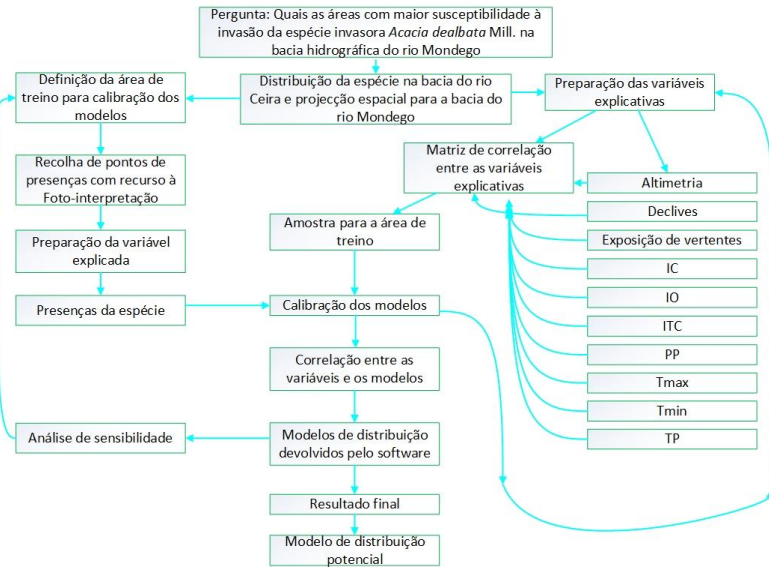 Pergunta: Quais as áreas com maior susceptibilidade à
invasão da espécie invasora Acacia dealbata Mill. na
bacia hidrográfica do rio Mondego
Definição da área de
treino para calibração dos
modelos
Distribuição da espécie na bacia do rio
Ceira e projecção espacial para a bacia do
rio Mondego
Preparação das variáveis
explicativas
Matriz de correlação
entre as variáveis
explicativas
Recolha de pontos de
presenças com recurso à
Foto-interpretação
Altimetria
Declives
Exposição de vertentes
IC
IO
ITC
PP
Tmax
Tmin
TP
Amostra para a área de
treino
Preparação da variável
explicada
Presenças da espécie
Calibração dos modelos
Correlação entre as
variáveis e os modelos
Análise de sensibilidade
Modelos de distribuição
devolvidos pelo software
Resultado final
Modelo de distribuição
potencial